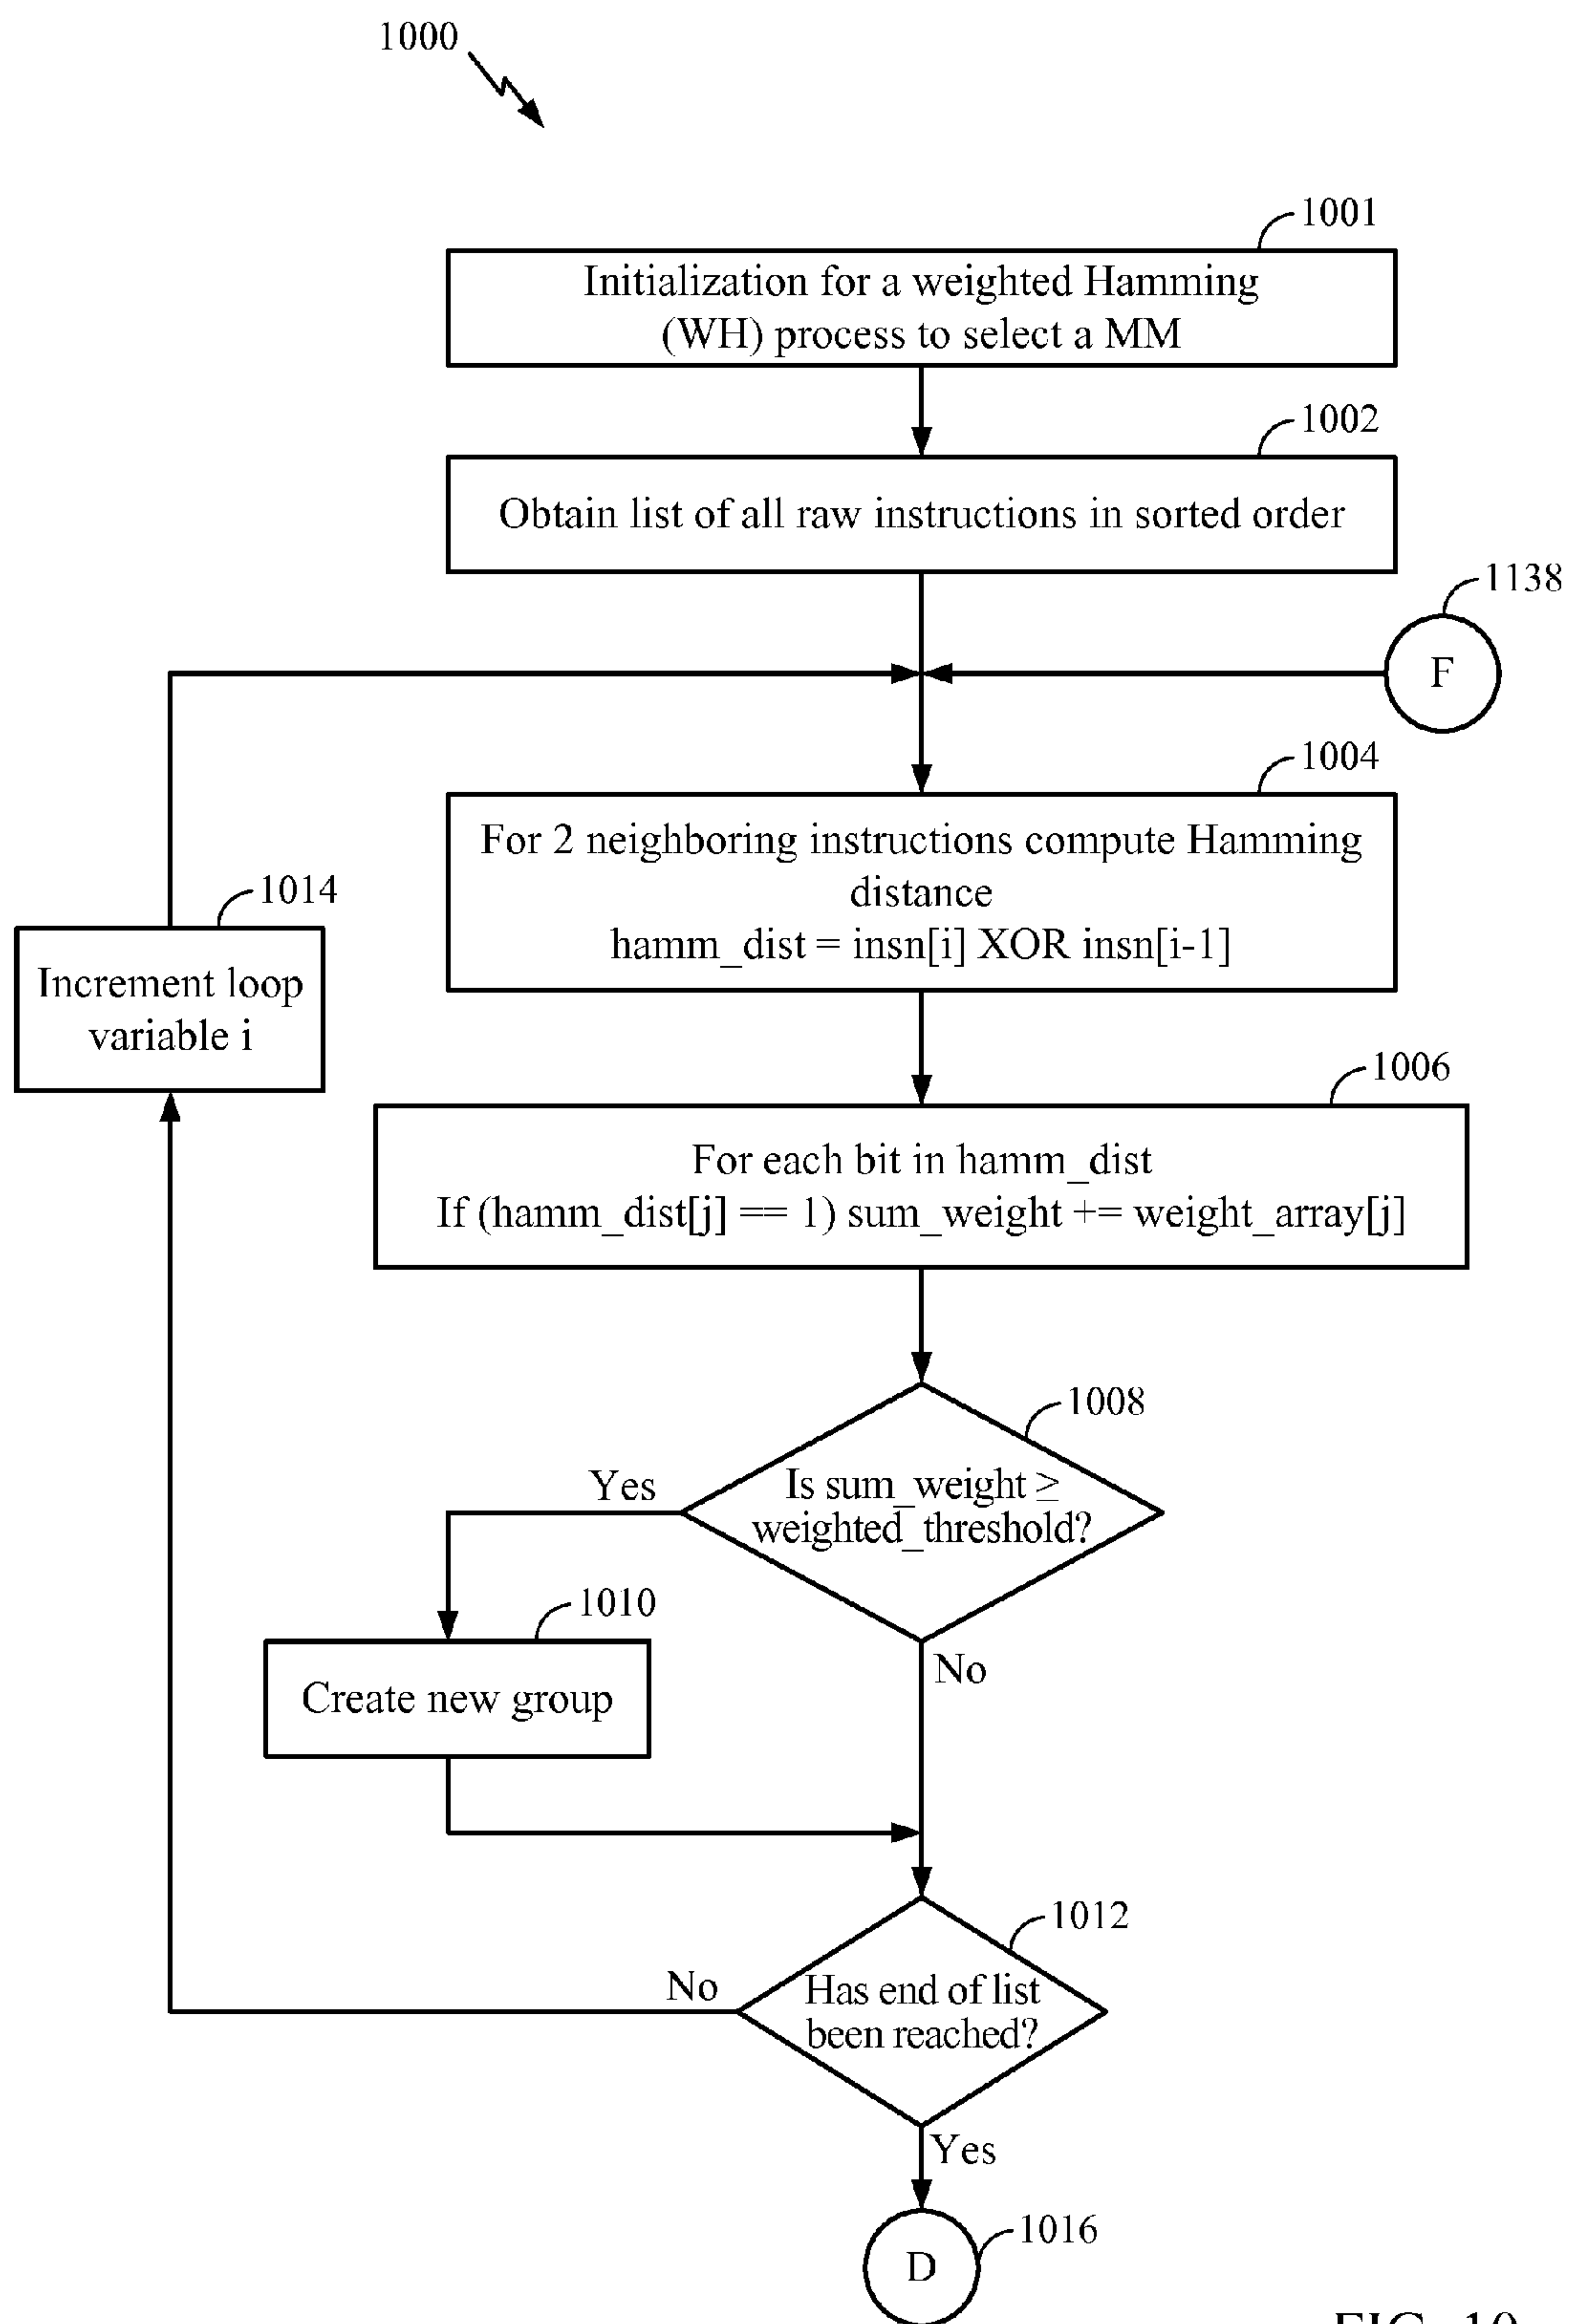 1000
1001
Initialization for a weighted Hamming
(WH) process to select a MM
1002
Obtain list of all raw instructions in sorted order
1138
F
1004
For 2 neighboring instructions compute Hamming
distance
hamm_dist = insn[i] XOR insn[i-1]
1014
Increment loop
variable i
1006
For each bit in hamm_dist
If (hamm_dist[j] == 1) sum_weight += weight_array[j]
1008
Is sum_weight ≥
weighted_threshold?
Yes
No
1010
Create new group
1012
Has end of list
been reached?
No
Yes
1016
D
FIG. 10